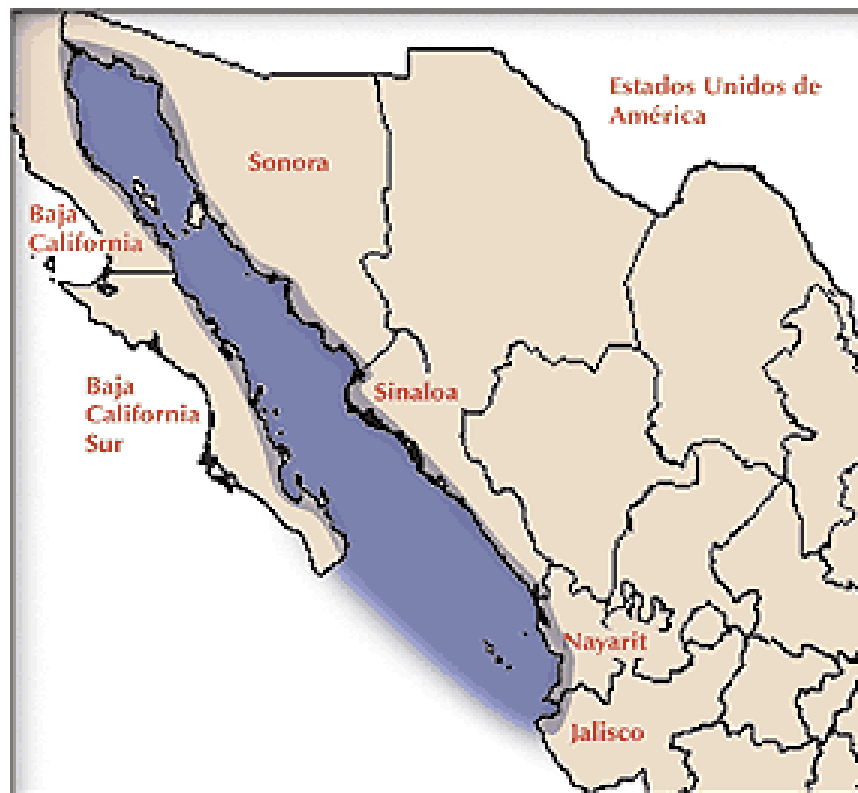 Estados Unidos de
América
Sonora
Baja
California
Baja
California
Sur
Sinaloa
Nayarit
Jalisco